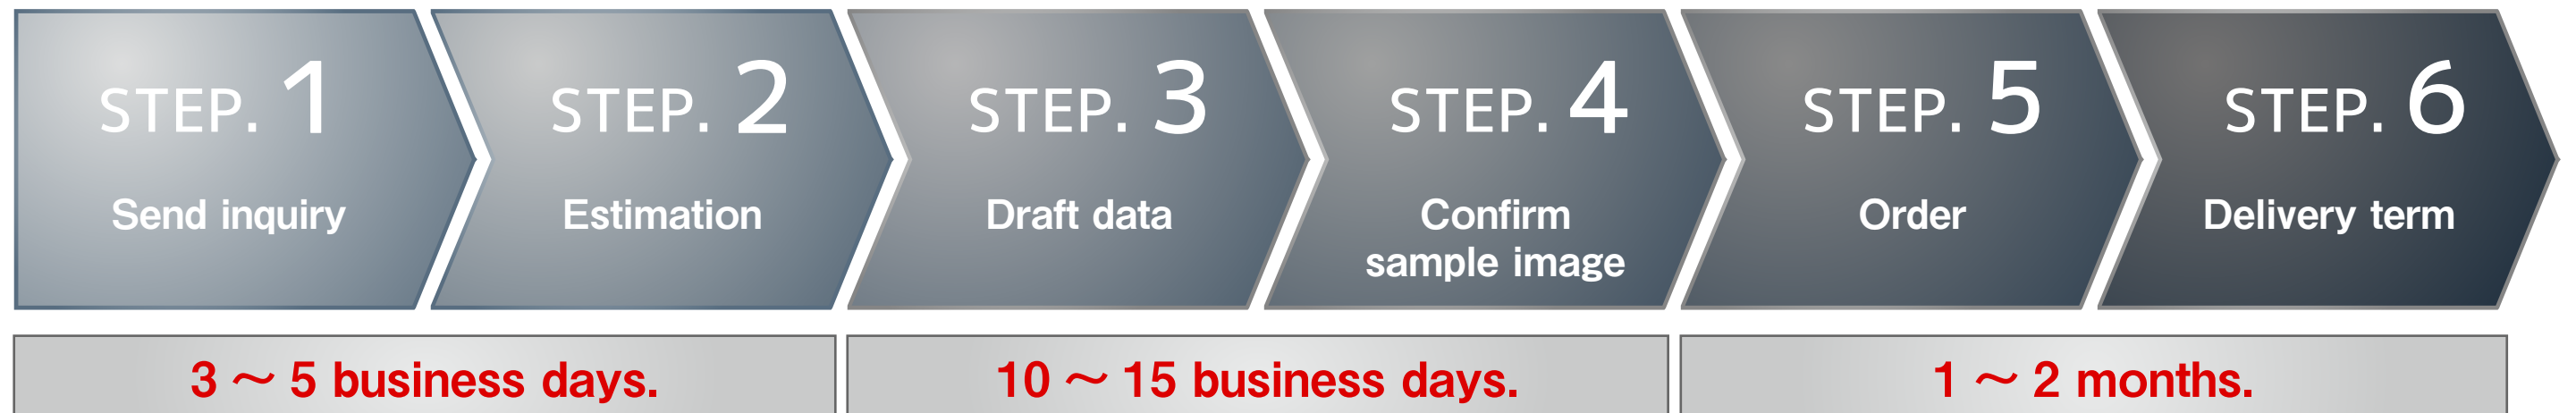 STEP. 1
Send inquiry
STEP. 2
Estimation
STEP. 3
Draft data
STEP. 4
Confirm
sample image
STEP. 5
Order
STEP. 6
Delivery term
3 ～ 5 business days.
10 ～ 15 business days.
1 ～ 2 months.